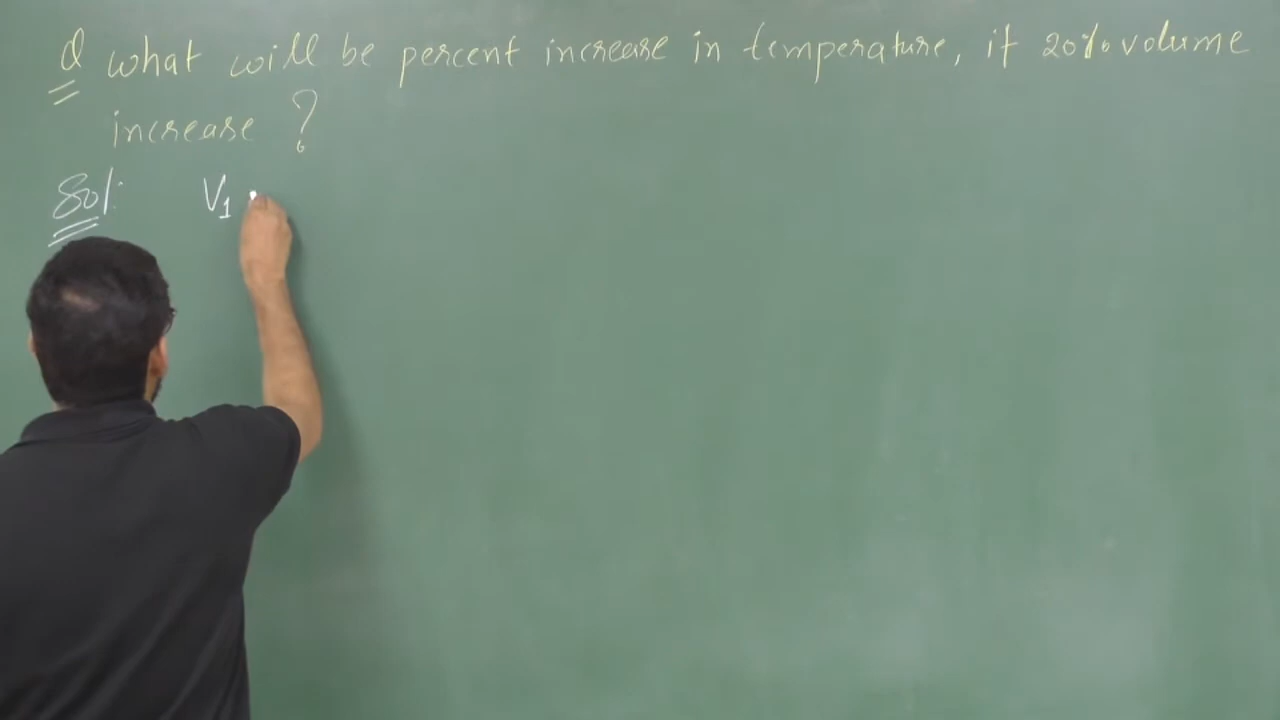 Q what will be percent increase in temperature, if 20% volume
increase ?
Sol: V1